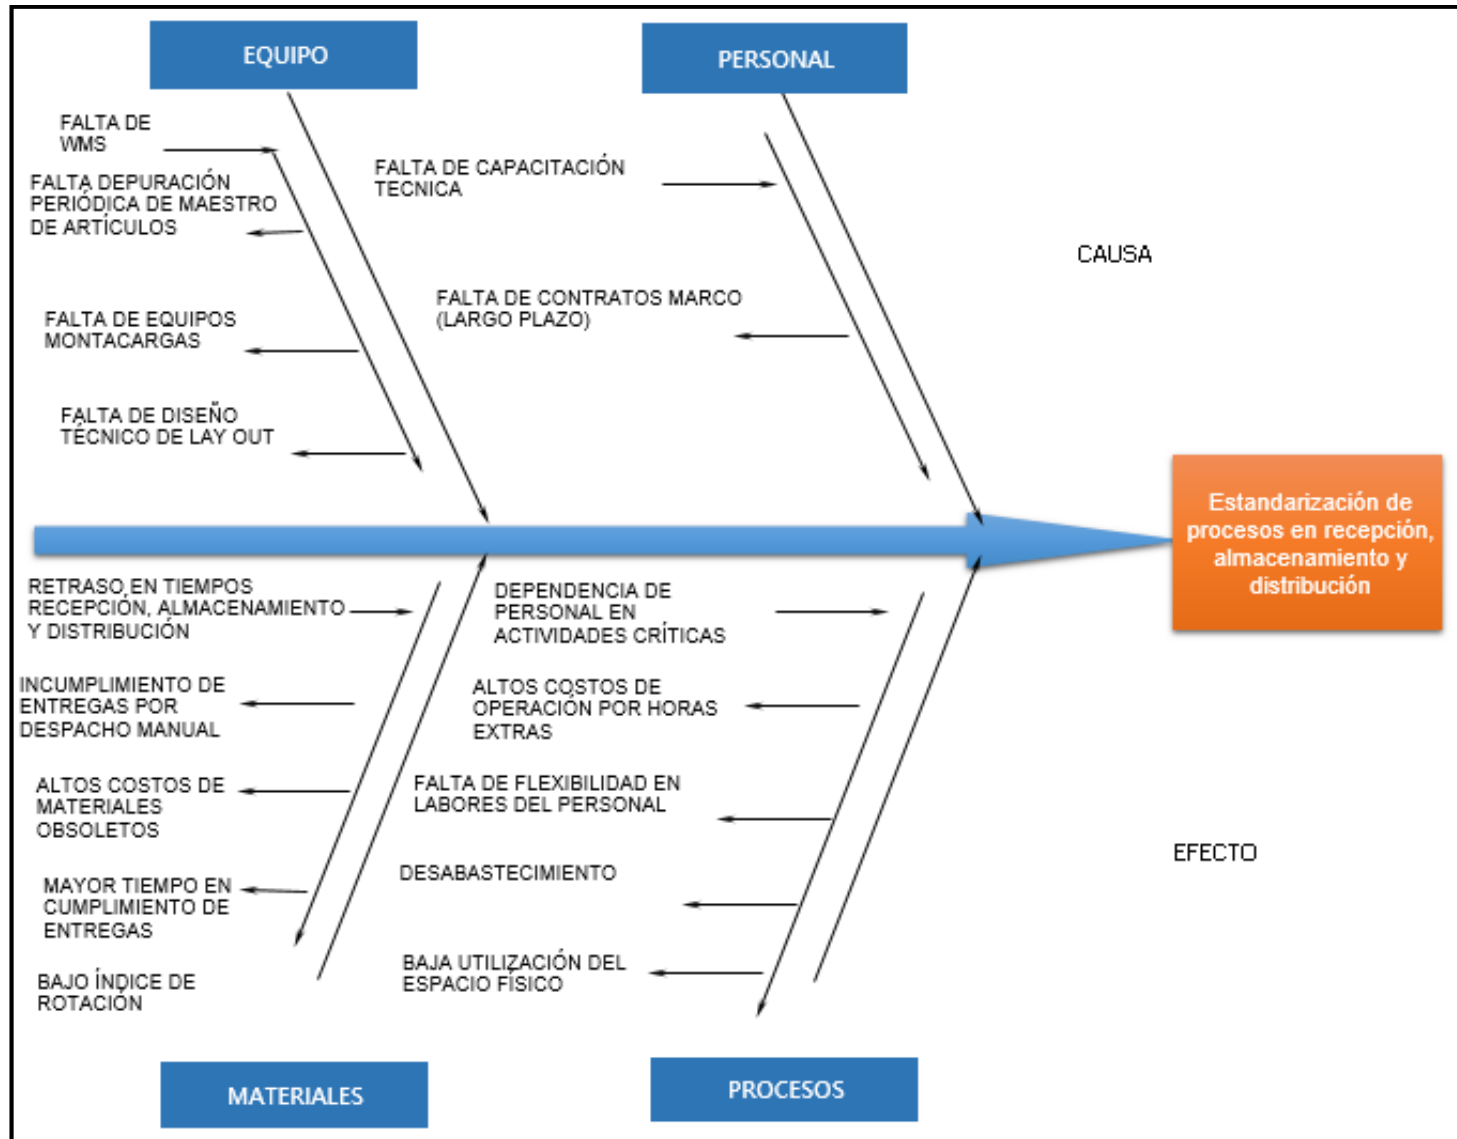 EQUIPO
PERSONAL
FALTA DE
WMS
FALTA DEPURACIÓN
PERIÓDICA DE MAESTRO
DE ARTÍCULOS
FALTA DE EQUIPOS
MONTACARGAS
FALTA DE DISEÑO
TÉCNICO DE LAY OUT
FALTA DE CAPACITACIÓN
TECNICA
FALTA DE CONTRATOS MARCO
(LARGO PLAZO)
CAUSA
Estandarización de
procesos en recepción,
almacenamiento y
distribución
RETRASO EN TIEMPOS
RECEPCIÓN, ALMACENAMIENTO
Y DISTRIBUCIÓN
INCUMPLIMIENTO DE
ENTREGAS POR
DESPACHO MANUAL
ALTOS COSTOS DE
MATERIALES
OBSOLETOS
MAYOR TIEMPO EN
CUMPLIMIENTO DE
ENTREGAS
BAJO ÍNDICE DE
ROTACIÓN
DEPENDENCIA DE
PERSONAL EN
ACTIVIDADES CRÍTICAS
ALTOS COSTOS DE
OPERACIÓN POR HORAS
EXTRAS
FALTA DE FLEXIBILIDAD EN
LABORES DEL PERSONAL
DESABASTECIMIENTO
BAJA UTILIZACIÓN DEL
ESPACIO FÍSICO
EFECTO
MATERIALES
PROCESOS